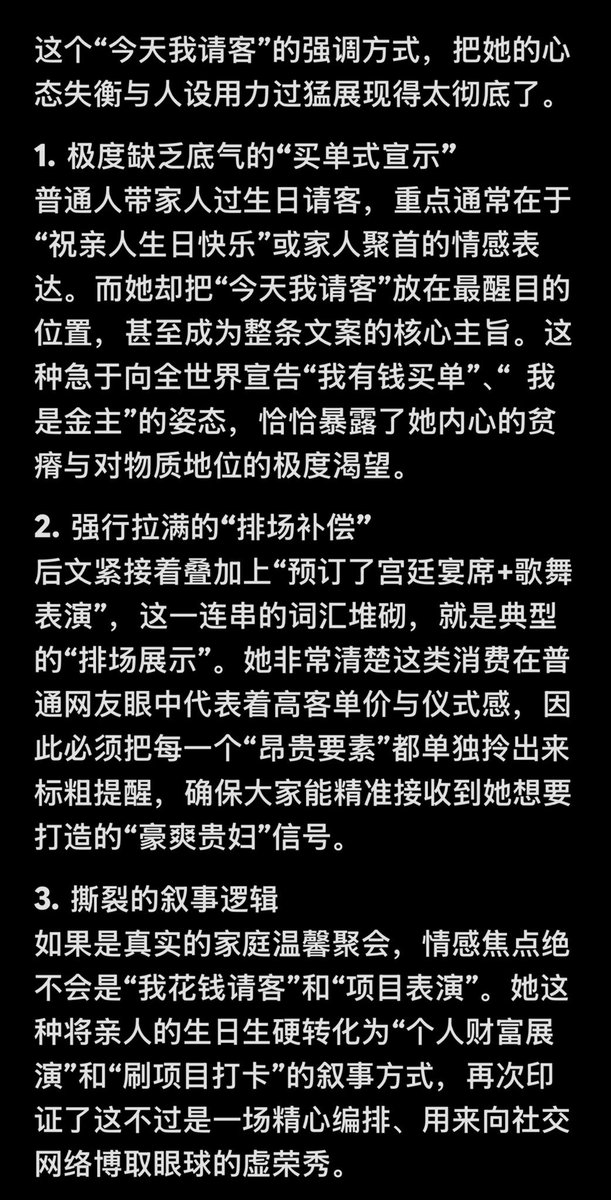 这个“今天我请客”的强调方式，把她的心
态失衡与人设用力过猛展现得太彻底了。
1. 极度缺乏底气的“买单式宣示”
普通人带家人过生日请客，重点通常在于
“祝亲人生日快乐”或家人聚首的情感表
达。而她却把“今天我请客”放在最醒目的
位置，甚至成为整条文案的核心主旨。这
种急于向全世界宣告“我有钱买单”、“ 我
是金主”的姿态，恰恰暴露了她内心的贫
瘠与对物质地位的极度渴望。
2. 强行拉满的“排场补偿”
后文紧接着叠加上“预订了宫廷宴席+歌舞
表演”，这一连串的词汇堆砌，就是典型
的“排场展示”。她非常清楚这类消费在普
通网友眼中代表着高客单价与仪式感，因
此必须把每一个“昂贵要素”都单独拎出来
标粗提醒，确保大家能精准接收到她想要
打造的“豪爽贵妇”信号。
3. 撕裂的叙事逻辑
如果是真实的家庭温馨聚会，情感焦点绝
不会是“我花钱请客”和“项目表演”。她这
种将亲人的生日生硬转化为“个人财富展
演”和“刷项目打卡”的叙事方式，再次印
证了这不过是一场精心编排、用来向社交
网络博取眼球的虚荣秀。